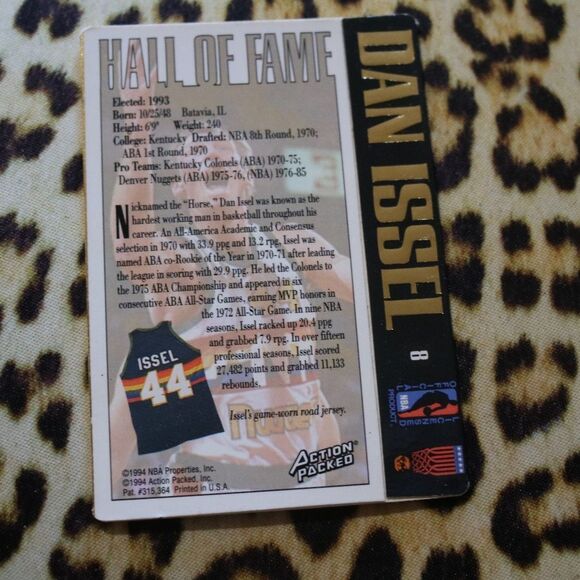 HALL OF FAME
Elected: 1993
Born: 10/25/48 Batavia, IL
Height: 6'9" Weight: 240
College: Kentucky Drafted: NBA 8th Round, 1970;
ABA 1st Round, 1970
Pro Teams: Kentucky Colonels (ABA) 1970-75;
Denver Nuggets (ABA) 1975-76, (NBA) 1976-85
Nicknamed the "Horse," Dan Issel was known as the
hardest working man in basketball throughout his
career. An All-America Academic and Consensus
selection in 1970 with 33.9 ppg and 13.2 rpg, Issel was
named ABA co-Rookie of the Year in 1970-71 after leading
the league in scoring with 29.9 ppg. He led the Colonels to
the 1975 ABA Championship and appeared in six
consecutive ABA All-Star Games, earning MVP honors in
the 1972 All-Star Game. In nine NBA
seasons, Issel racked up 20.4 ppg
and grabbed 7.9 rpg. In over fifteen
professional seasons, Issel scored
27,482 points and grabbed 11,133
rebounds.
ISSEL
44
Issel's game-worn road jersey.
ACTION
PACKED
©1994 NBA Properties, Inc.
©1994 Action Packed, Inc.
Pat. #315,364 Printed in U.S.A.
DAN ISSEL
8
OFFICIAL
LICENSED
NBA
PRODUCT